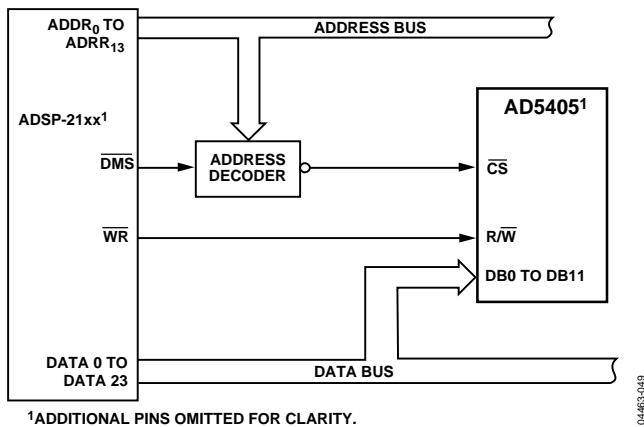 ADDR0 TO
ADRR13
ADDRESS BUS
ADSP-21xx1
AD54051
DMS
ADDRESS
DECODER
CS
WR
R/W
DB0 TO DB11
DATA 0 TO
DATA 23
DATA BUS
1ADDITIONAL PINS OMITTED FOR CLARITY.
04463-049